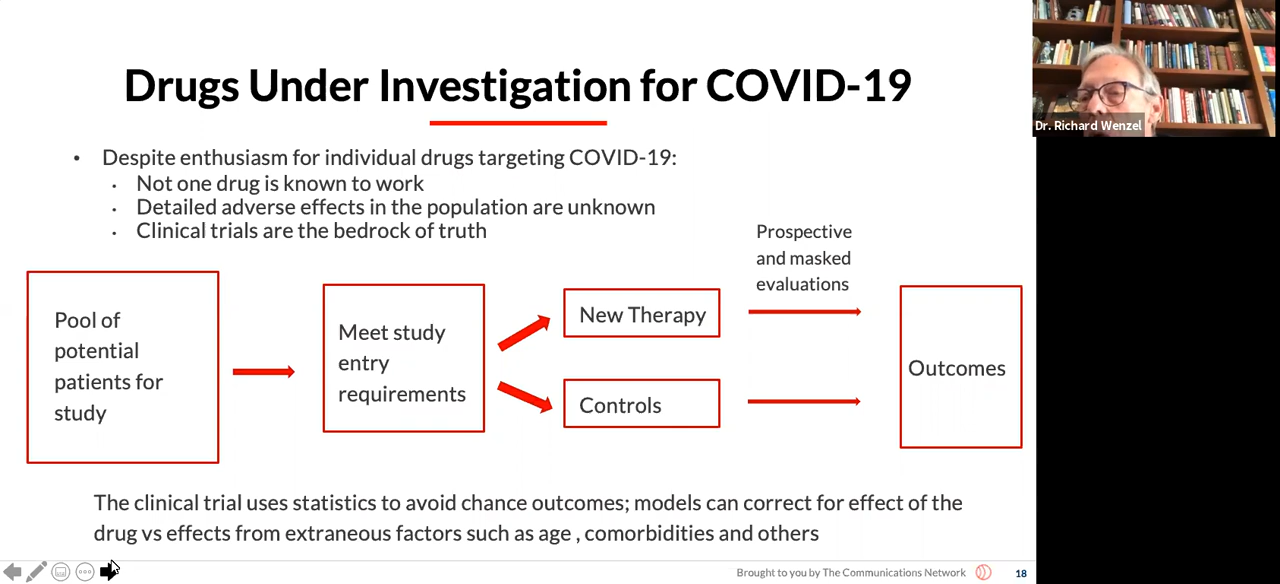 Drugs Under Investigation for COVID-19
• Despite enthusiasm for individual drugs targeting COVID-19:
• Not one drug is known to work
• Detailed adverse effects in the population are unknown
• Clinical trials are the bedrock of truth
Pool of
potential
patients for
study
Meet study
entry
requirements
New Therapy
Controls
Prospective
and masked
evaluations
Outcomes
The clinical trial uses statistics to avoid chance outcomes; models can correct for effect of the
drug vs effects from extraneous factors such as age , comorbidities and others
Brought to you by The Communications Network
18
Dr. Richard Wenzel